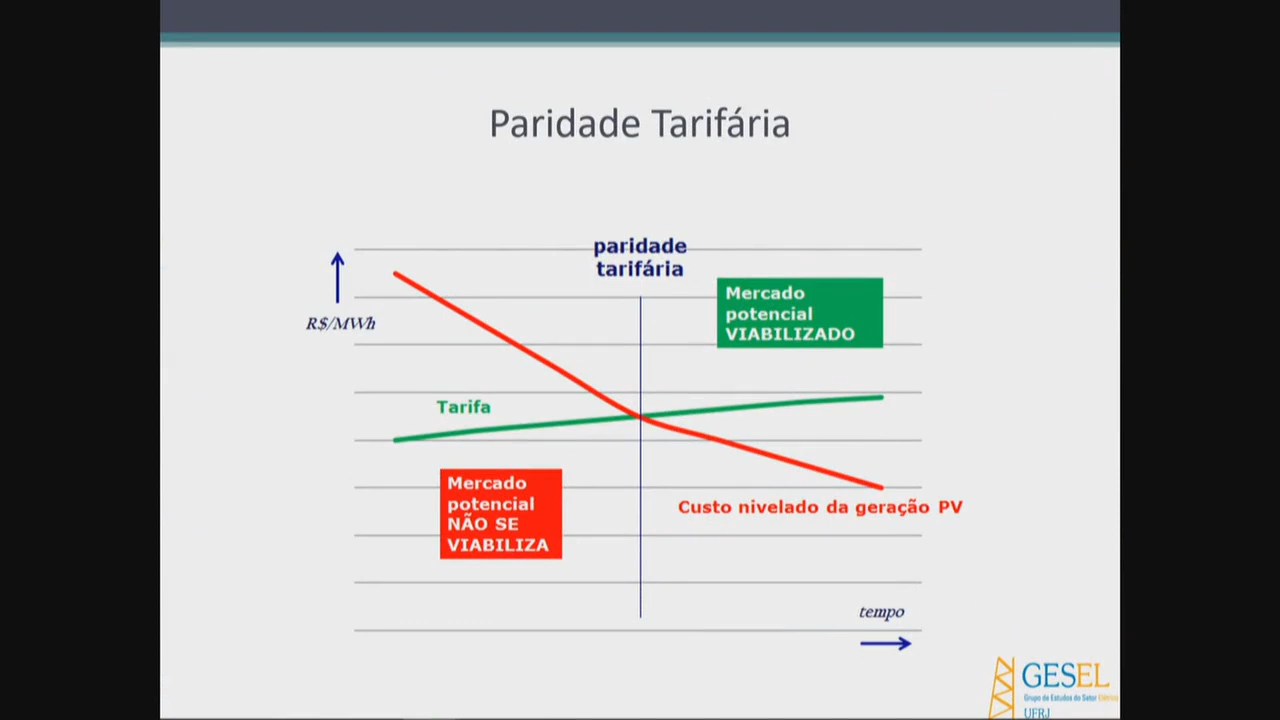 Paridade Tarifária
paridade
tarifária
R$/MWh
Mercado
potencial
VIABILIZADO
Tarifa
Mercado
potencial
NÃO SE
VIABILIZA
Custo nivelado da geração PV
tempo
GESEL
Grupo de Estudos do Setor Elétrico
UFRJ